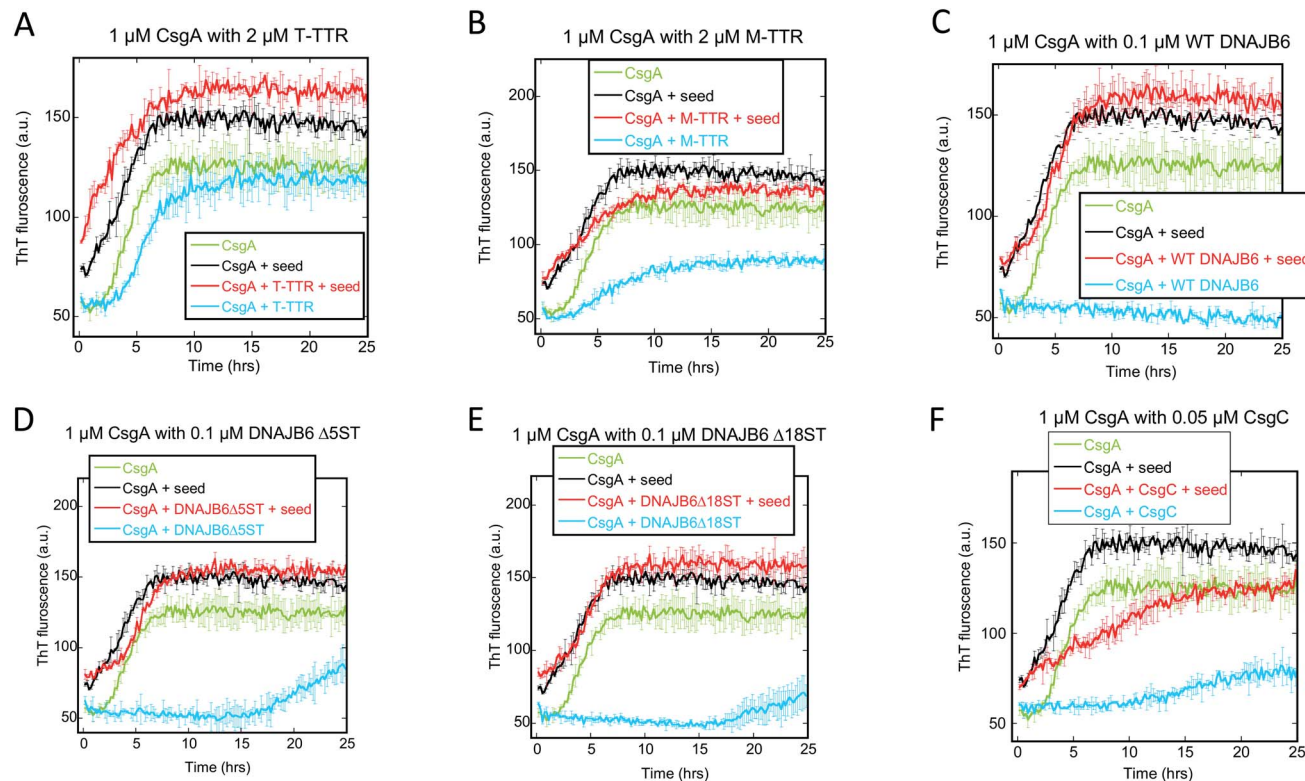 A
1 µM CsgA with 2 µM T-TTR
ThT fluroscence (a.u.)
150
100
50
CsgA
CsgA + seed
CsgA + T-TTR + seed
CsgA + T-TTR
0 5 10 15 20 25
Time (hrs)
B
1 µM CsgA with 2 µM M-TTR
ThT fluroscence (a.u.)
200
150
100
50
CsgA
CsgA + seed
CsgA + M-TTR + seed
CsgA + M-TTR
0 5 10 15 20 25
Time (hrs)
C
1 µM CsgA with 0.1 µM WT DNAJB6
ThT fluroscence (a.u.)
150
100
50
CsgA
CsgA + seed
CsgA + WT DNAJB6 + seed
CsgA + WT DNAJB6
0 5 10 15 20 25
Time (hrs)
D
1 µM CsgA with 0.1 µM DNAJB6 Δ5ST
CsgA
CsgA + seed
CsgA + DNAJB6Δ5ST + seed
CsgA + DNAJB6Δ5ST
ThT fluroscence (a.u.)
200
150
100
50
0 5 10 15 20 25
Time (hrs)
E
1 µM CsgA with 0.1 µM DNAJB6 Δ18ST
CsgA
CsgA + seed
CsgA + DNAJB6Δ18ST + seed
CsgA + DNAJB6Δ18ST
ThT fluroscence (a.u.)
200
150
100
50
0 5 10 15 20 25
Time (hrs)
F
1 µM CsgA with 0.05 µM CsgC
CsgA
CsgA + seed
CsgA + CsgC + seed
CsgA + CsgC
ThT fluroscence (a.u.)
150
100
50
0 5 10 15 20 25
Time (hrs)